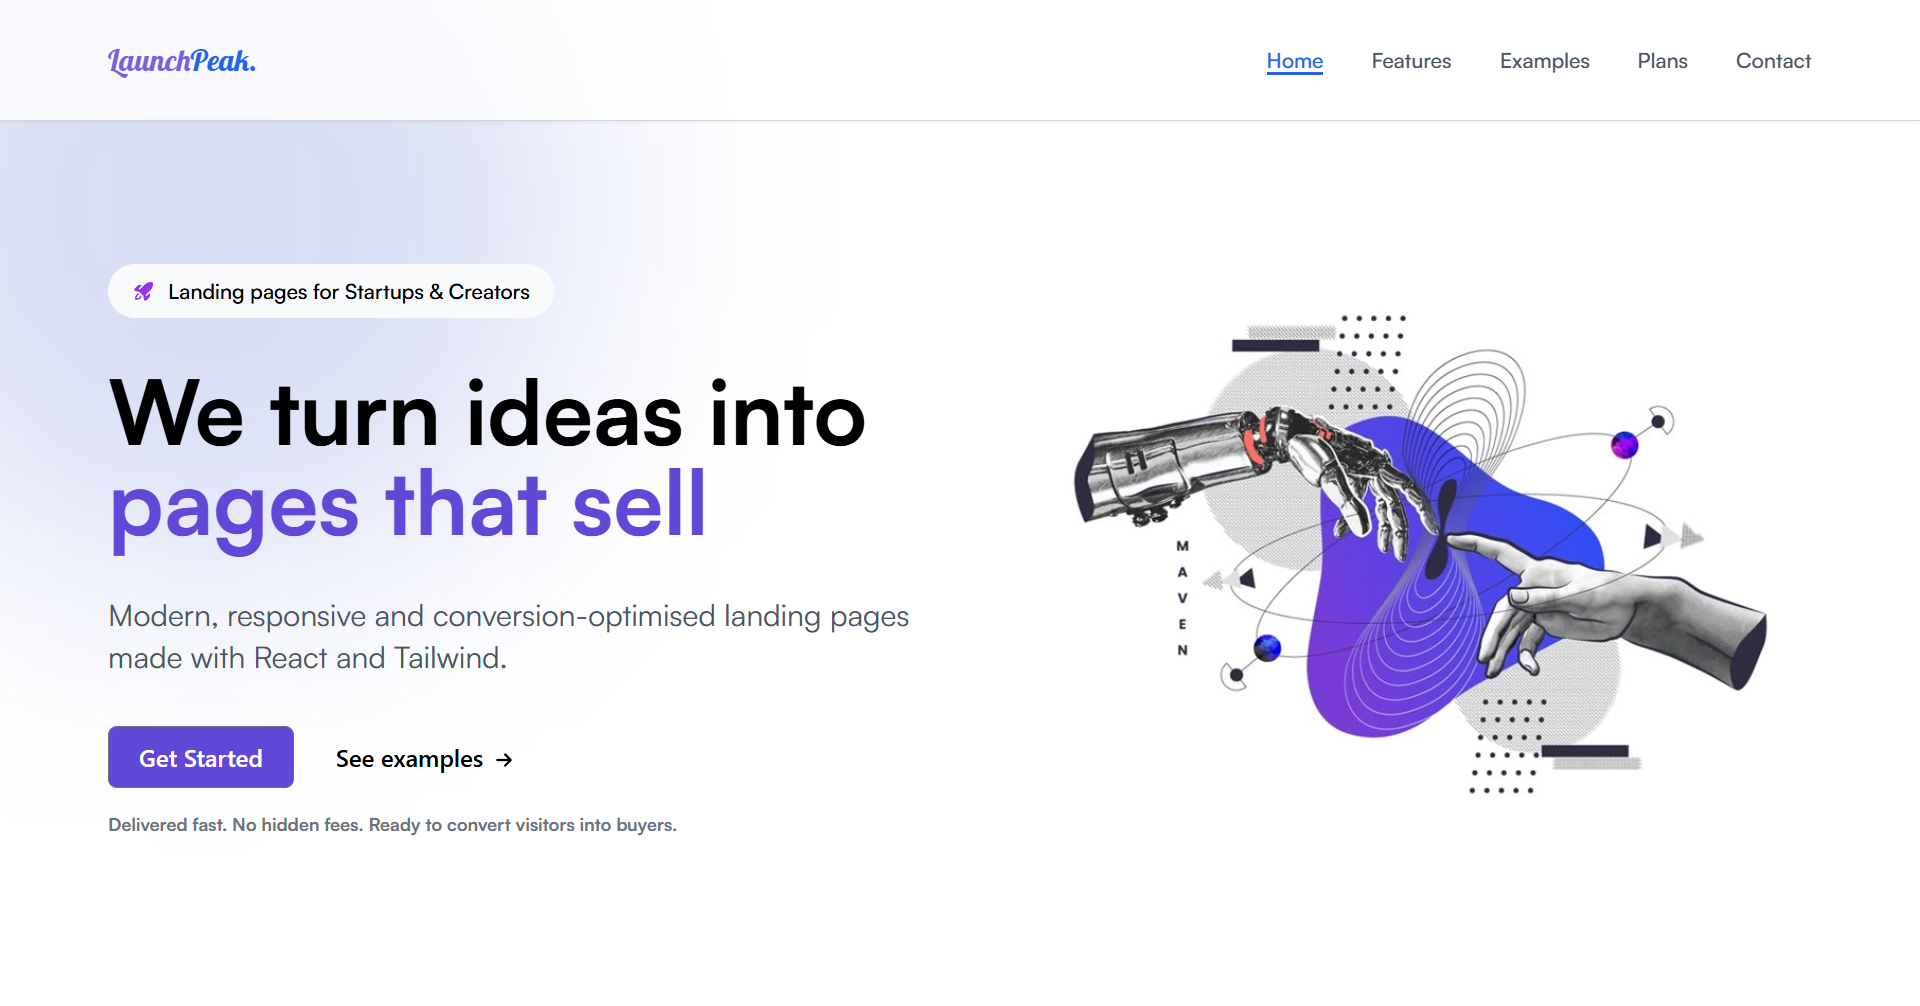 LaunchPeak.
Home Features Examples Plans Contact
Landing pages for Startups & Creators
We turn ideas into
pages that sell
Modern, responsive and conversion-optimised landing pages
made with React and Tailwind.
Get Started
See examples →
Delivered fast. No hidden fees. Ready to convert visitors into buyers.
M
A
V
E
N